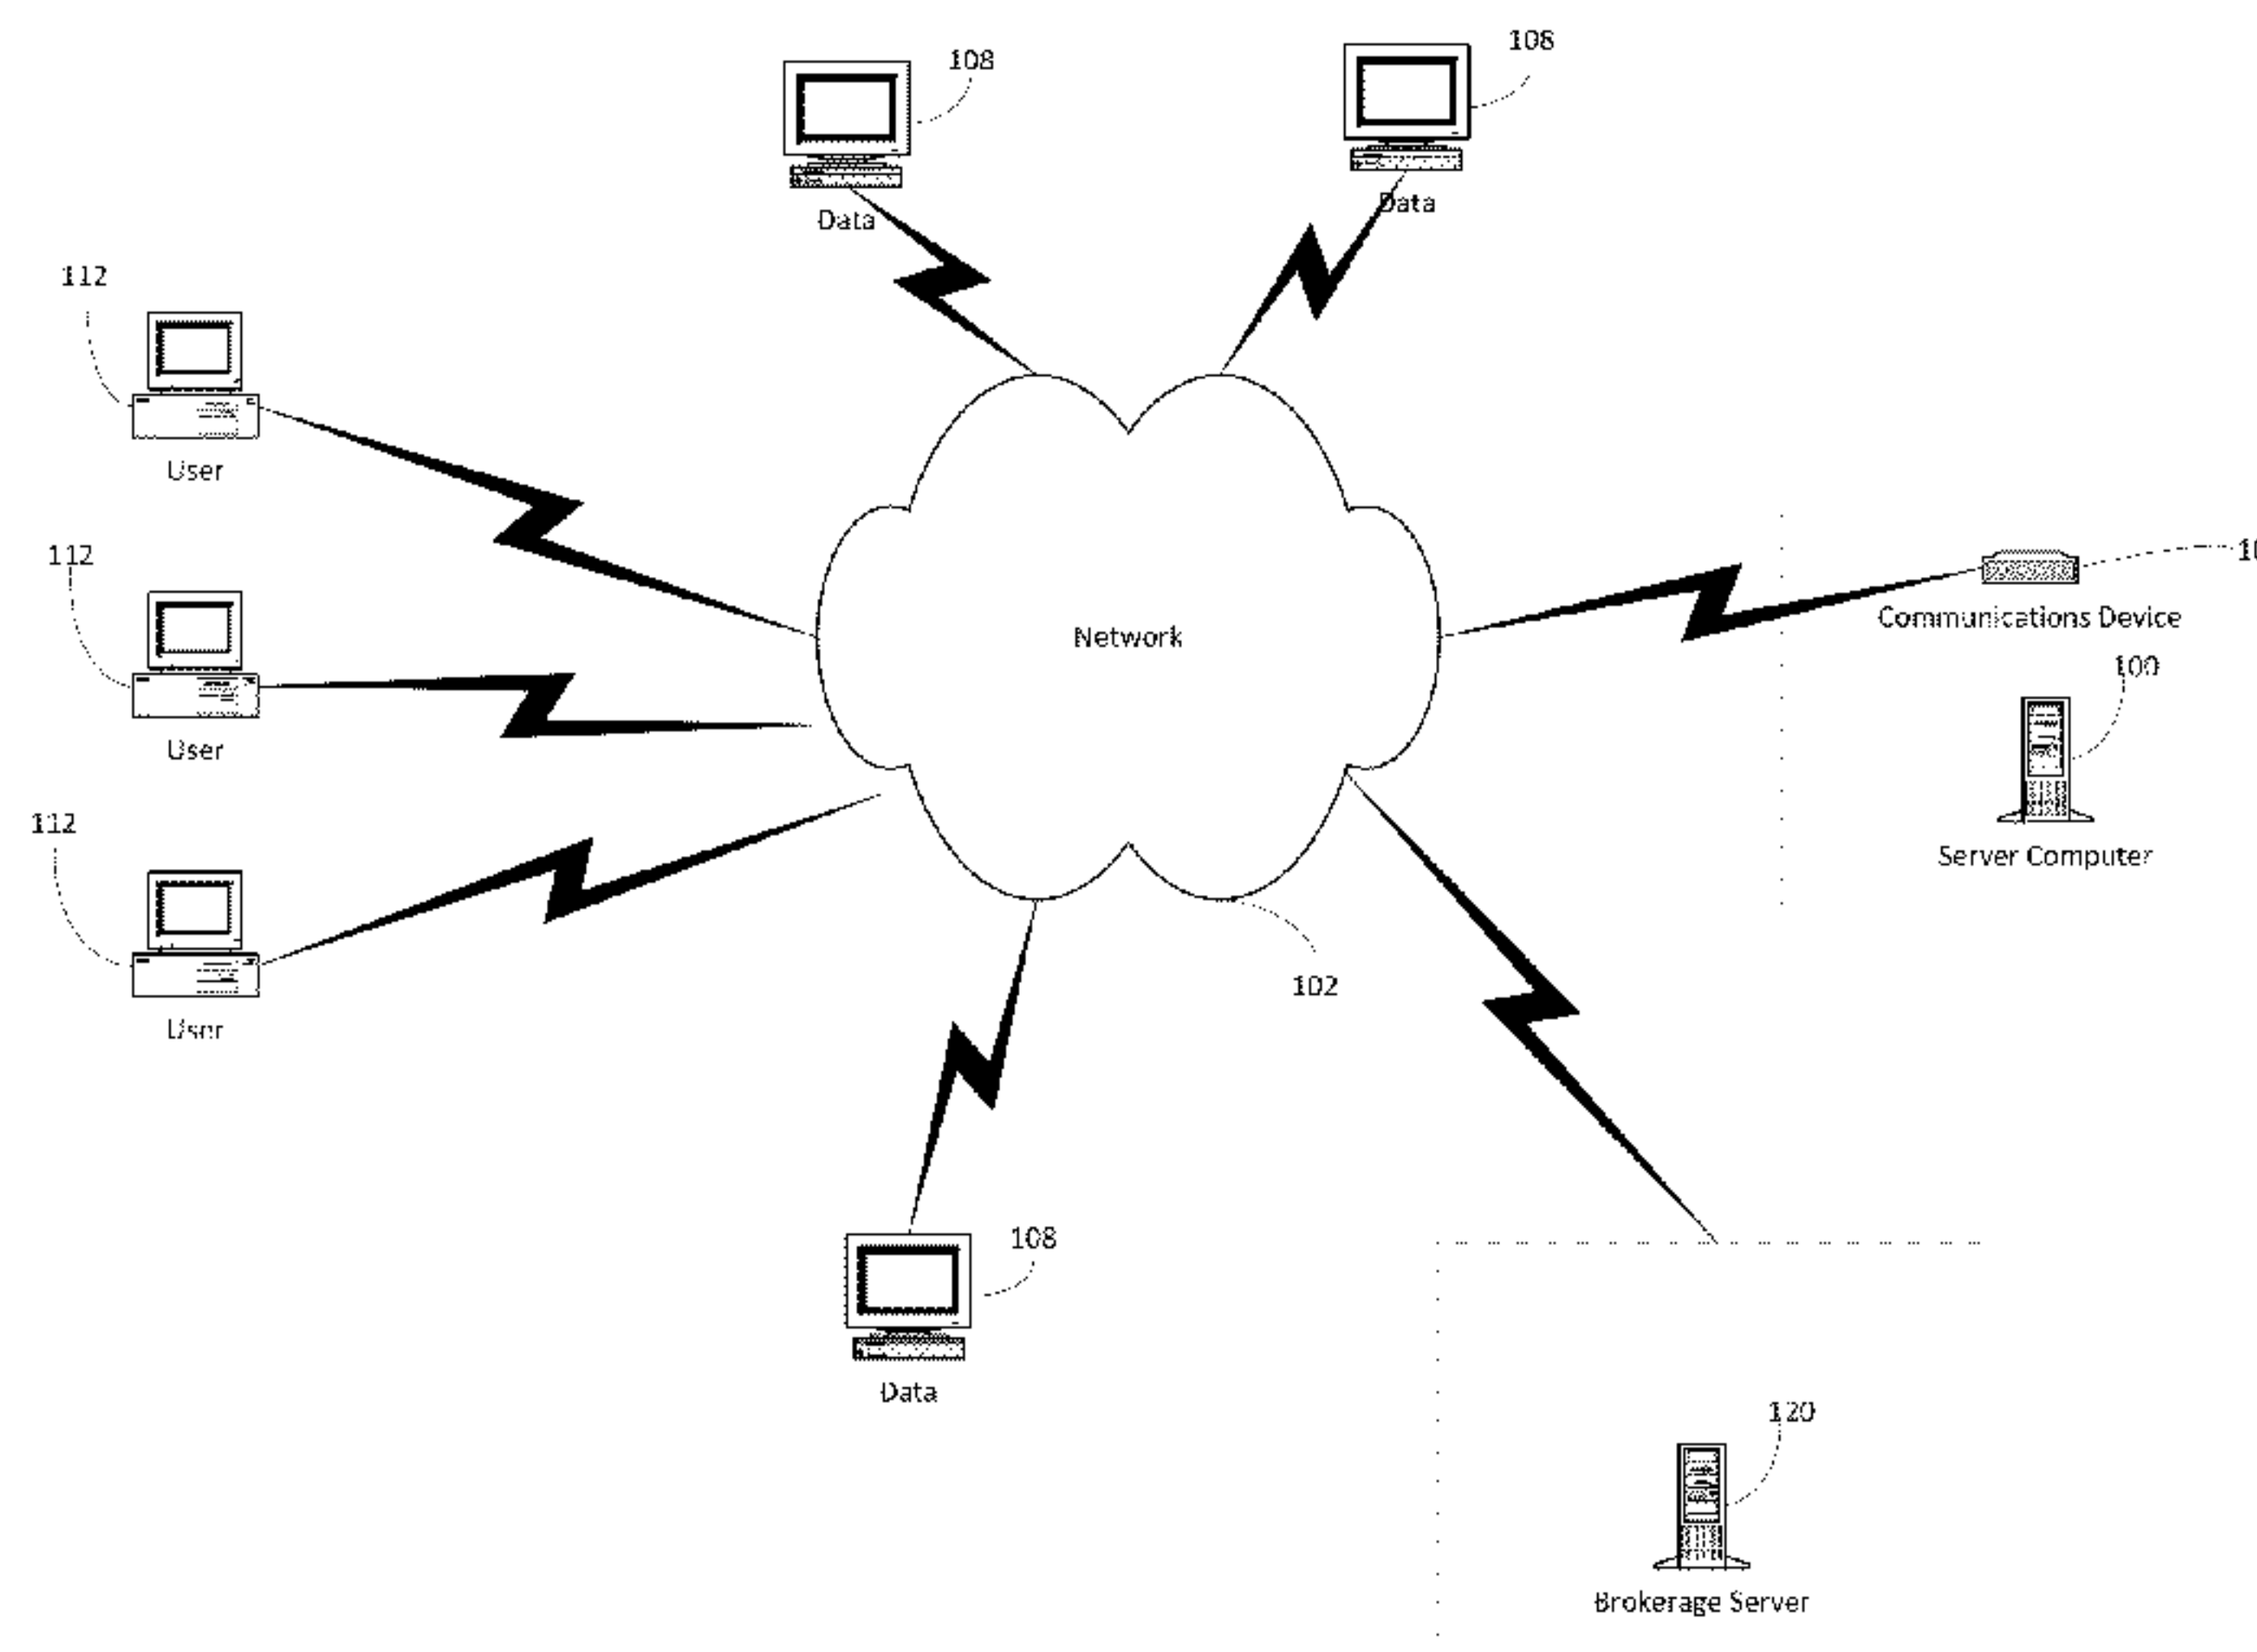 108
108
Data
Data
112
User
112
User
112
User
Network
Communications Device
100
Server Computer
102
108
Data
120
Brokerage Server